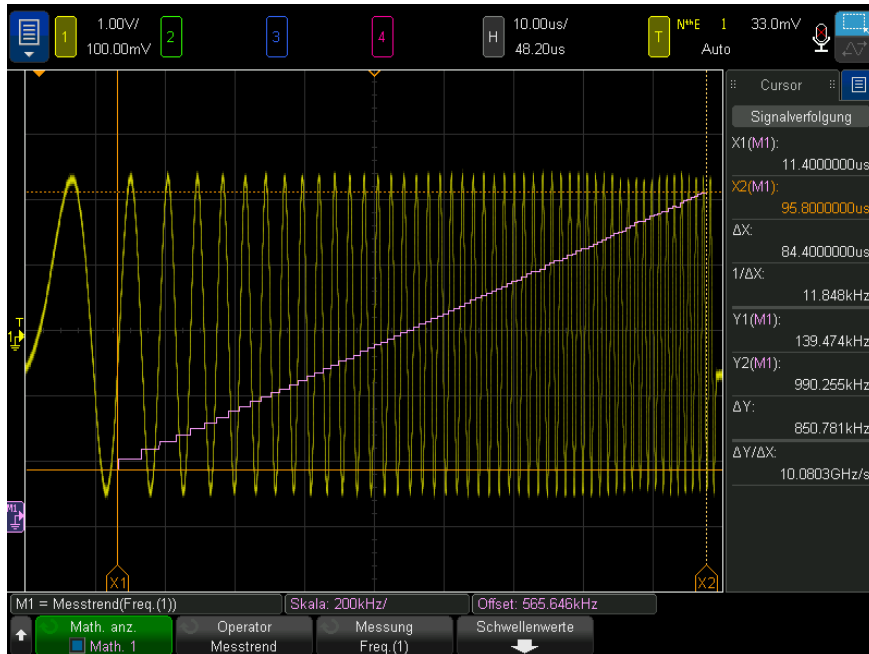 1 1.00V/ 100.00mV 2 3 4 H 10.00us/ 48.20us T NᵗʰE 1 Auto 33.0mV
Cursor
Signalverfolgung
X1(M1):
11.4000000us
X2(M1):
95.8000000us
ΔX:
84.4000000us
1/ΔX:
11.848kHz
Y1(M1):
139.474kHz
Y2(M1):
990.255kHz
ΔY:
850.781kHz
ΔY/ΔX:
10.0803GHz/s
T
1
M1
X1
X2
M1 = Messtrend(Freq.(1)) Skala: 200kHz/ Offset: 565.646kHz
Math. anz. Operator Messung Schwellenwerte
Math. 1 Messtrend Freq.(1)